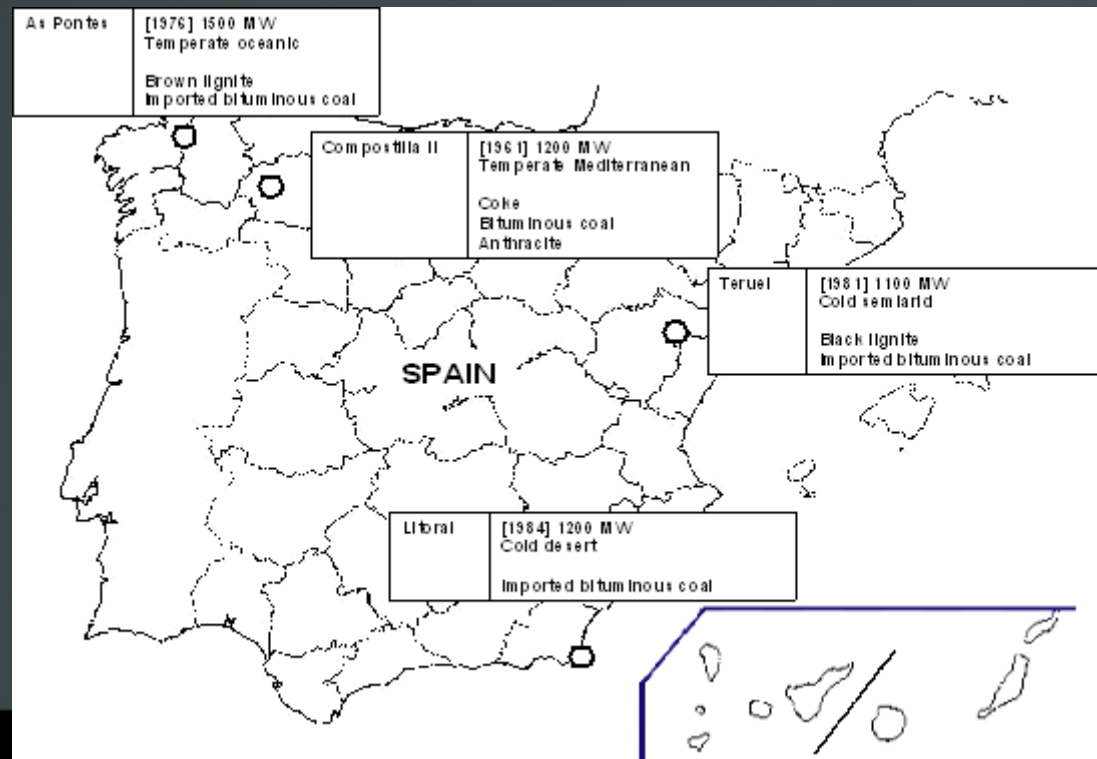 As Pontes
[1976] 1500 MW
Temperate oceanic
Brown lignite
Imported bituminous coal
Compostilla II
[1961] 1200 MW
Temperate Mediterranean
Coke
Bituminous coal
Anthracite
Teruel
[1981] 1100 MW
Cold semiarid
Black lignite
Imported bituminous coal
SPAIN
Litoral
[1984] 1200 MW
Cold desert
Imported bituminous coal